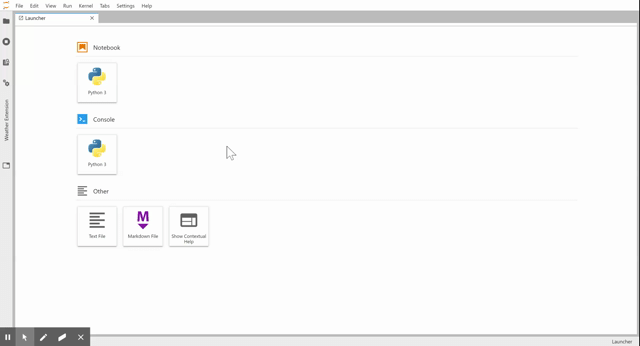 File Edit View Run Kernel Tabs Settings Help
Launcher
Notebook
Python 3
Console
Python 3
Other
Text File
Markdown File
Show Contextual Help
Weather Extension
Launcher